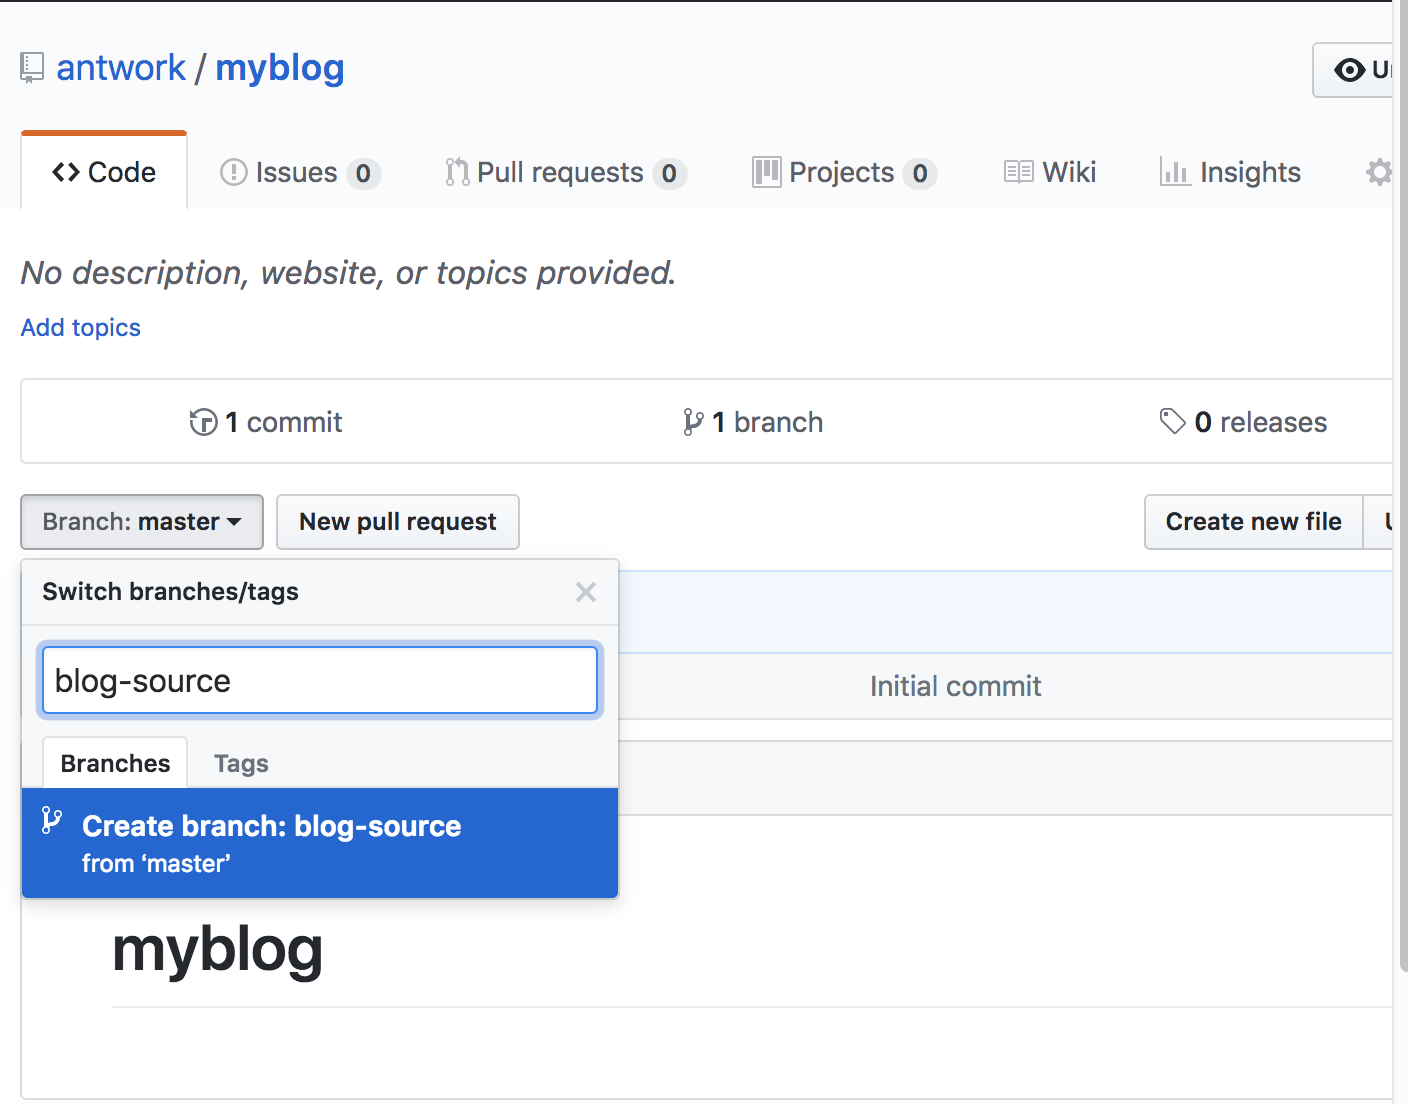 antwork / myblog
Code
Issues 0
Pull requests 0
Projects 0
Wiki
Insights
No description, website, or topics provided.
Add topics
1 commit
1 branch
0 releases
Branch: master
New pull request
Create new file
Switch branches/tags
blog-source
Initial commit
Branches
Tags
Create branch: blog-source
from ‘master’
myblog